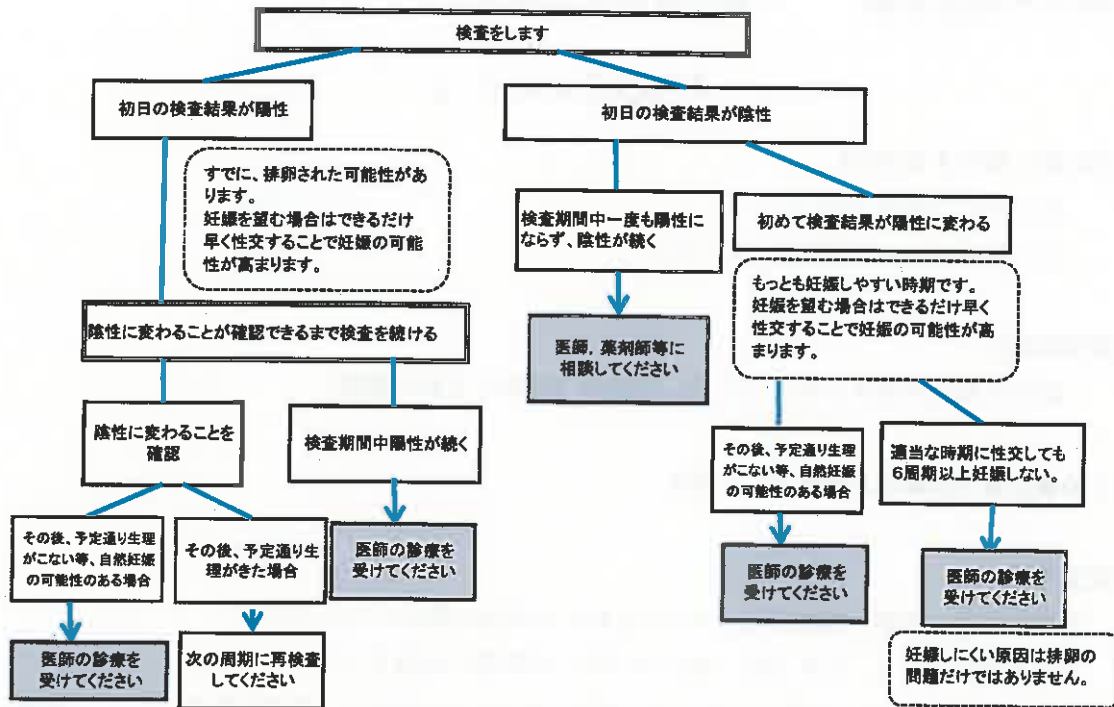 検査をします
初日の検査結果が陽性
初日の検査結果が陰性
すでに、排卵された可能性があ
ります。
妊娠を望む場合はできるだけ
早く性交することで妊娠の可能
性が高まります。
検査期間中一度も陽性に
ならず、陰性が続く
初めて検査結果が陽性に変わる
もっとも妊娠しやすい時期です。
妊娠を望む場合はできるだけ早く
性交することで妊娠の可能性が高
まります。
陰性に変わることが確認できるまで検査を続ける
医師，薬剤師等に
相談してください
陰性に変わることを
確認
検査期間中陽性が続く
その後、予定通り生理
がこない等、自然妊娠
の可能性のある場合
適当な時期に性交しても
6周期以上妊娠しない。
その後、予定通り生理
がこない等、自然妊娠
の可能性のある場合
その後、予定通り生
理がきた場合
医師の診療を
受けてください
医師の診療を
受けてください
医師の診療を
受けてください
医師の診療を
受けてください
次の周期に再検査
してください
妊娠しにくい原因は排卵の
問題だけではありません。